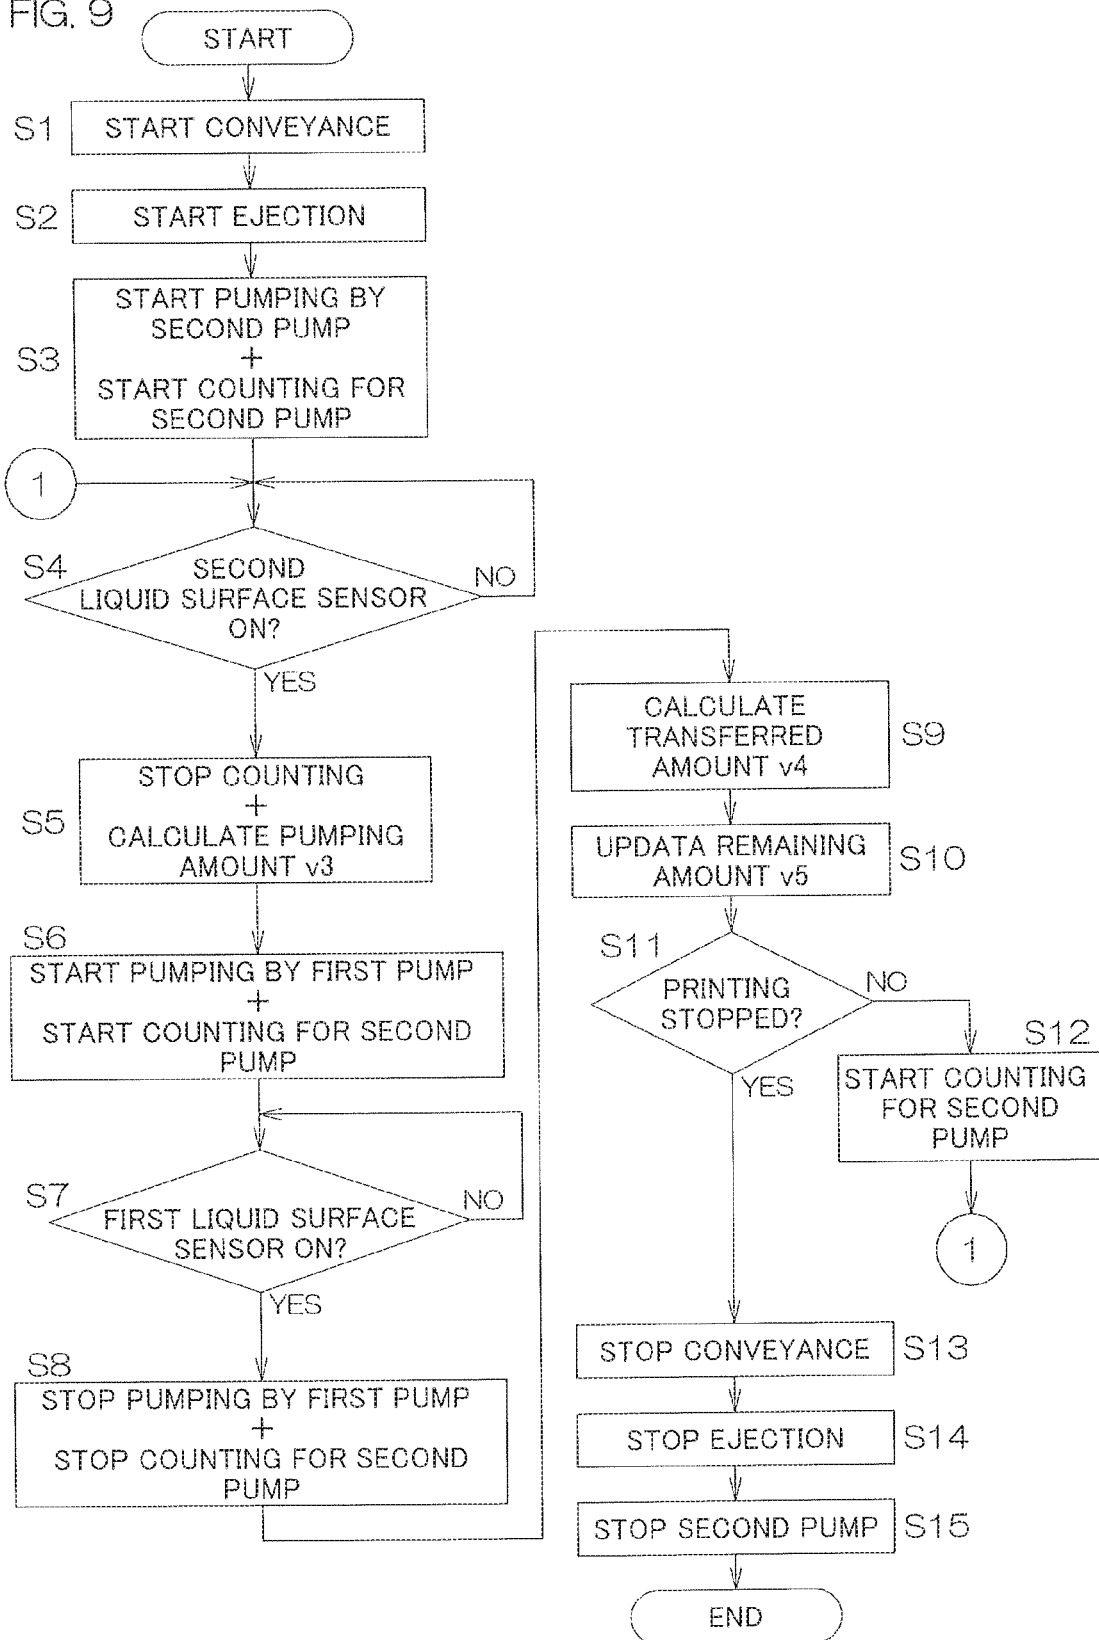 FIG. 9
START
S1
START CONVEYANCE
S2
START EJECTION
S3
START PUMPING BY
SECOND PUMP
+
START COUNTING FOR
SECOND PUMP
1
S4
SECOND
LIQUID SURFACE SENSOR
ON?
NO
YES
S5
STOP COUNTING
+
CALCULATE PUMPING
AMOUNT v3
S6
START PUMPING BY FIRST PUMP
+
START COUNTING FOR SECOND
PUMP
S7
FIRST LIQUID SURFACE
SENSOR ON?
NO
YES
S8
STOP PUMPING BY FIRST PUMP
+
STOP COUNTING FOR SECOND
PUMP
CALCULATE
TRANSFERRED
AMOUNT v4
S9
UPDATA REMAINING
AMOUNT v5
S10
S11
PRINTING
STOPPED?
NO
YES
S12
START COUNTING
FOR SECOND
PUMP
1
STOP CONVEYANCE
S13
STOP EJECTION
S14
STOP SECOND PUMP
S15
END